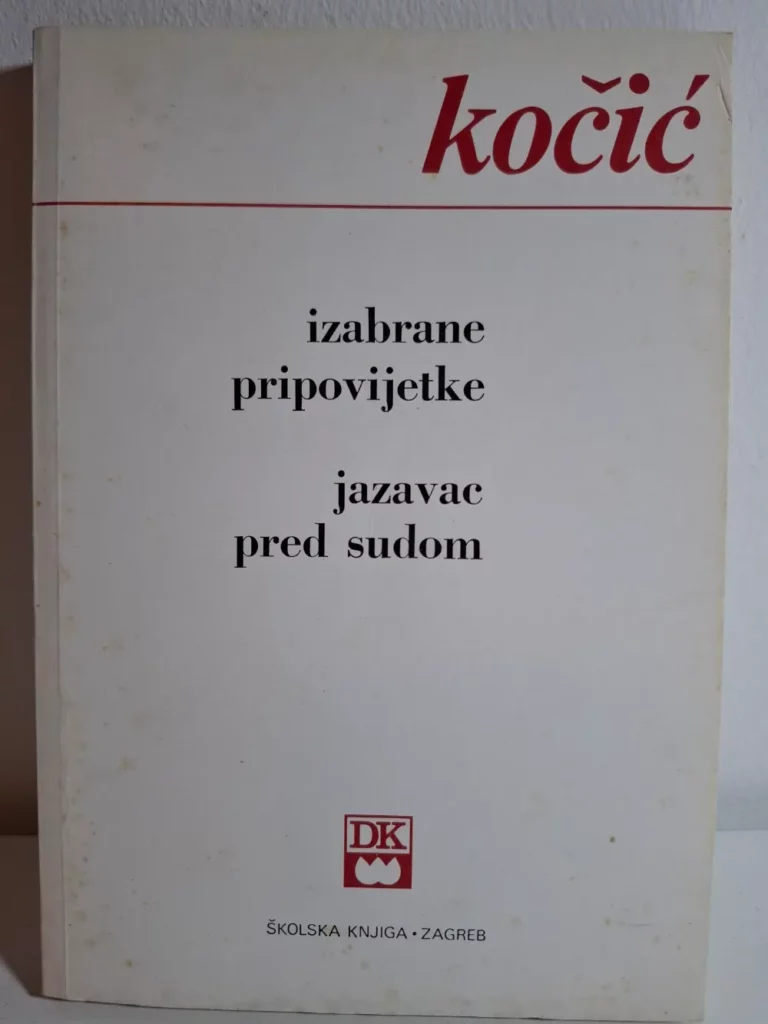 kočić
izabrane
pripovijetke
jazavac
pred sudom
DK
ŠKOLSKA KNJIGA • ZAGREB